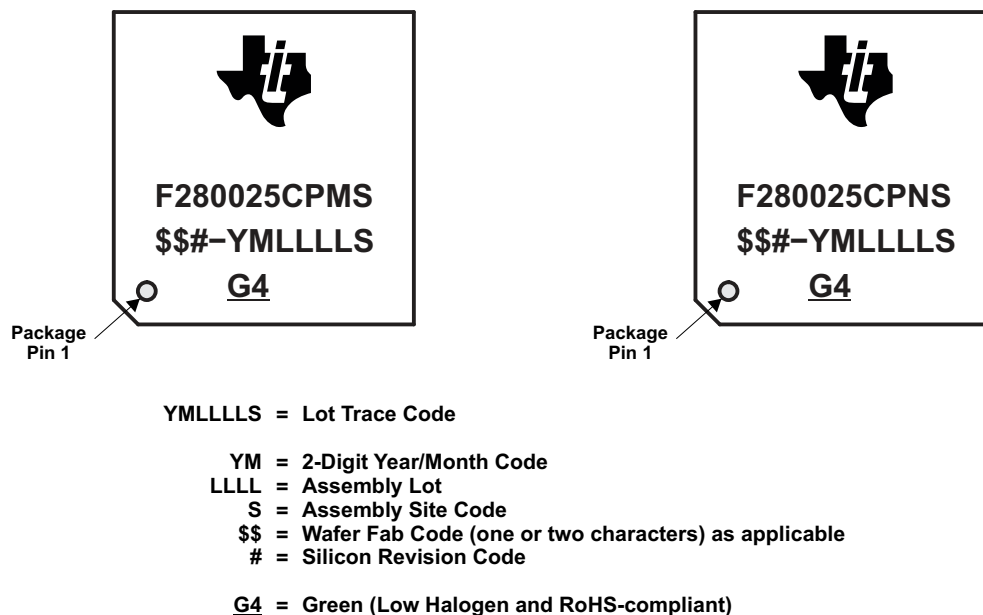 F280025CPMS
$$#−YMLLLLS
G4
Package
Pin 1
F280025CPNS
$$#−YMLLLLS
G4
Package
Pin 1
YMLLLLS = Lot Trace Code
YM = 2-Digit Year/Month Code
LLLL = Assembly Lot
S = Assembly Site Code
$$ = Wafer Fab Code (one or two characters) as applicable
# = Silicon Revision Code
G4 = Green (Low Halogen and RoHS-compliant)